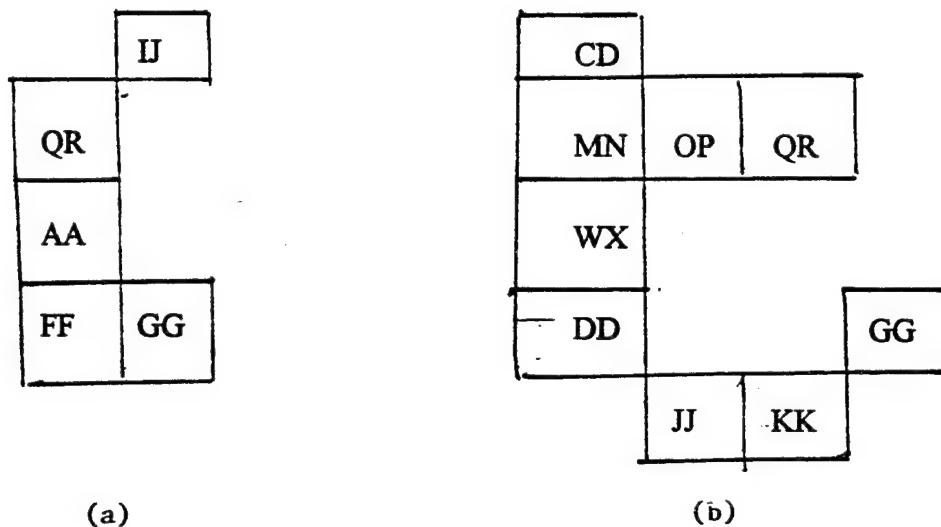 IJ
QR
AA
FF GG
(a)
CD
MN OP QR
WX
DD GG
JJ KK
(b)